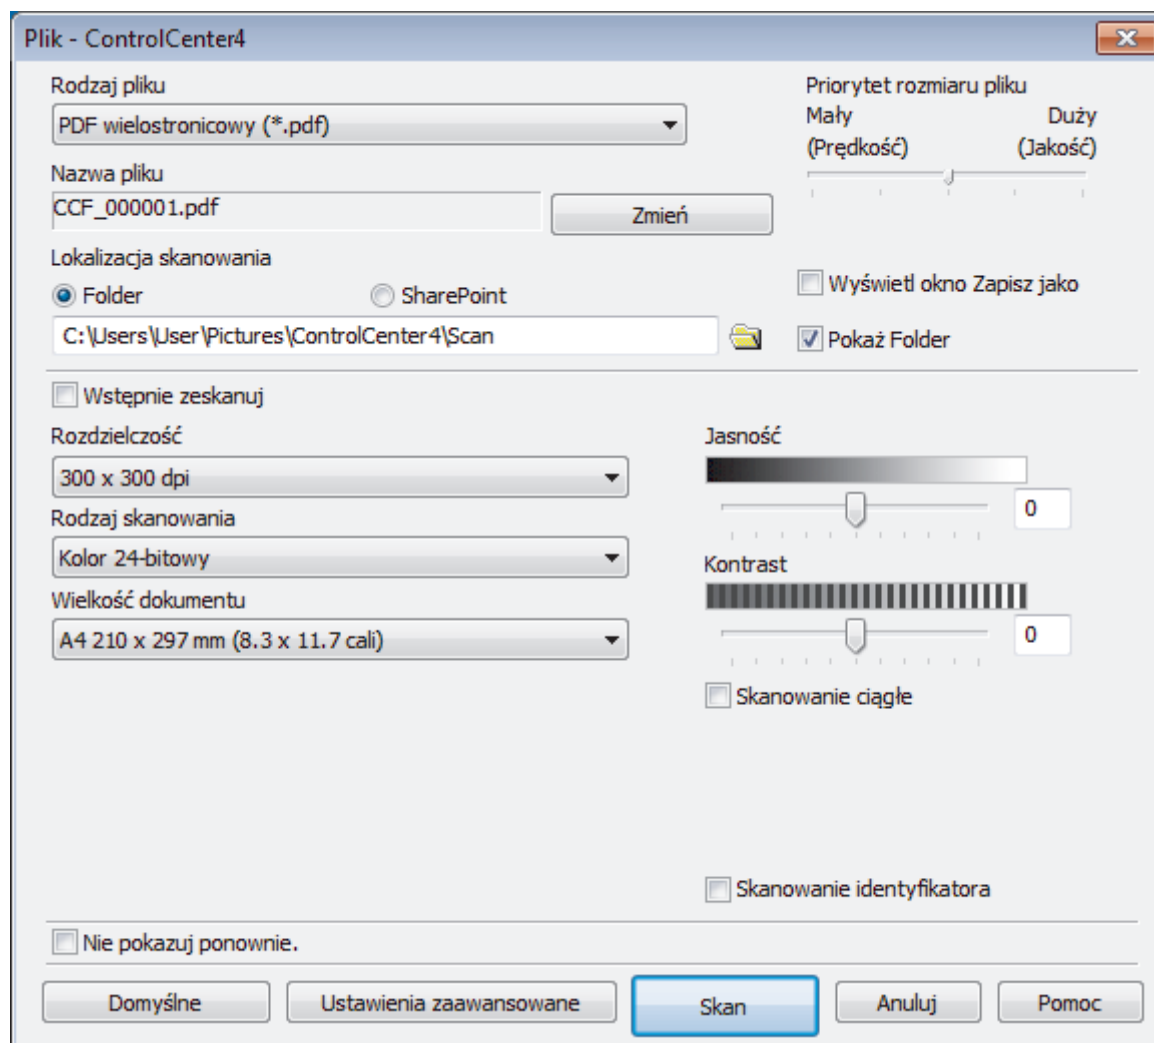 Plik - ControlCenter4
Rodzaj pliku
PDF wielostronicowy (*.pdf)
Priorytet rozmiaru pliku
Mały Duży
(Prędkość) (Jakość)
Nazwa pliku
CCF_000001.pdf
Zmień
Lokalizacja skanowania
Folder SharePoint
Wyświetl okno Zapisz jako
C:\Users\User\Pictures\ControlCenter4\Scan
Pokaż Folder
Wstępnie zeskanuj
Rozdzielczość
300 x 300 dpi
Rodzaj skanowania
Kolor 24-bitowy
Wielkość dokumentu
A4 210 x 297 mm (8.3 x 11.7 cali)
Jasność
0
Kontrast
0
Skanowanie ciągłe
Skanowanie identyfikatora
Nie pokazuj ponownie.
Domyślne Ustawienia zaawansowane Skan Anuluj Pomoc